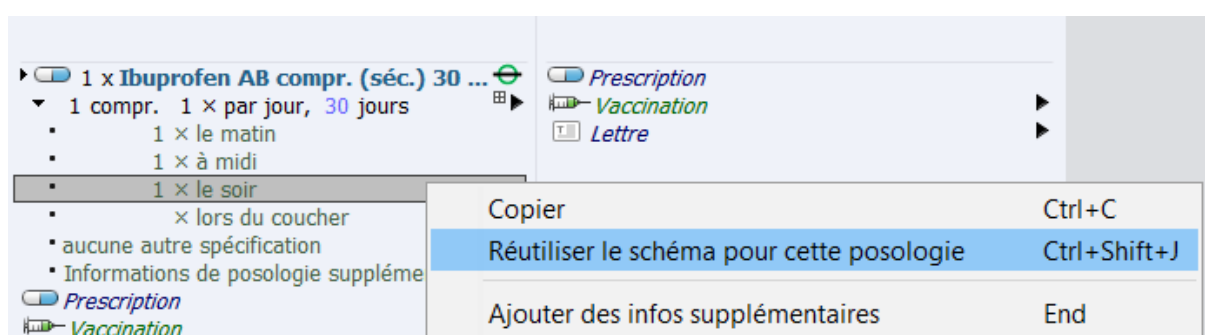 1 x Ibuprofen AB compr. (séc.) 30 ...
1 compr. 1 × par jour, 30 jours
1 × le matin
1 × à midi
1 × le soir
× lors du coucher
aucune autre spécification
Informations de posologie suppléme
Prescription
Vaccination
Prescription
Vaccination
Lettre
Copier Ctrl+C
Réutiliser le schéma pour cette posologie Ctrl+Shift+J
Ajouter des infos supplémentaires End